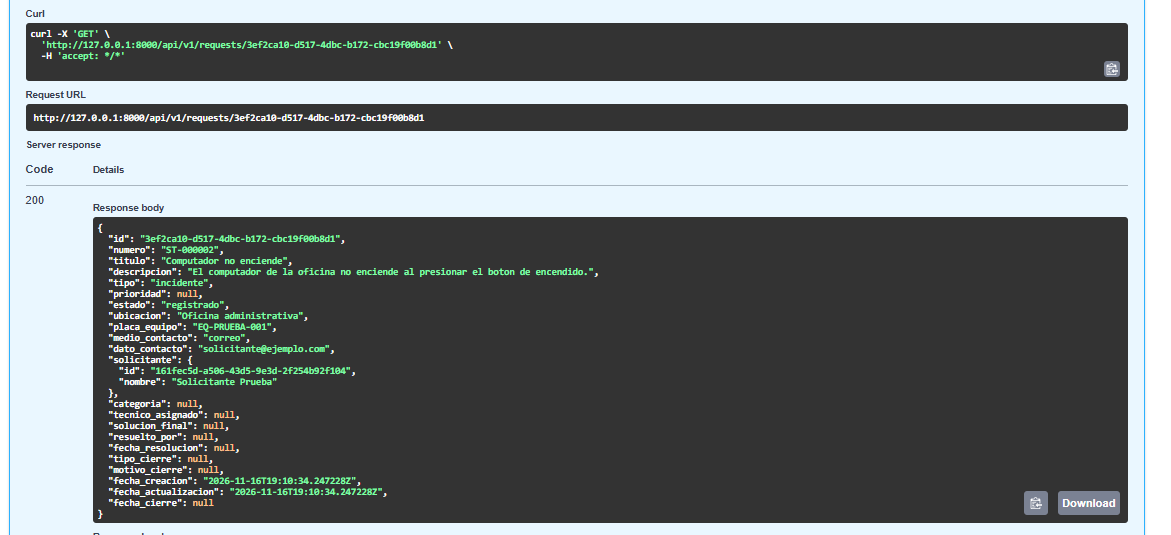 Curl
curl -X 'GET' \
'http://127.0.0.1:8000/api/v1/requests/3ef2ca10-d517-4dbc-b172-cbc19f00b8d1' \
-H 'accept: */*'
Request URL
http://127.0.0.1:8000/api/v1/requests/3ef2ca10-d517-4dbc-b172-cbc19f00b8d1
Server response
Code Details
200
Response body
{
"id": "3ef2ca10-d517-4dbc-b172-cbc19f00b8d1",
"numero": "ST-000002",
"titulo": "Computador no enciende",
"descripcion": "El computador de la oficina no enciende al presionar el boton de encendido.",
"tipo": "incidente",
"prioridad": null,
"estado": "registrado",
"ubicacion": "Oficina administrativa",
"placa_equipo": "EQ-PRUEBA-001",
"medio_contacto": "correo",
"dato_contacto": "solicitante@ejemplo.com",
"solicitante": {
"id": "161fec5d-a506-43d5-9e3d-2f254b92f104",
"nombre": "Solicitante Prueba"
},
"categoria": null,
"tecnico_asignado": null,
"solucion_final": null,
"resuelto_por": null,
"fecha_resolucion": null,
"tipo_cierre": null,
"motivo_cierre": null,
"fecha_creacion": "2026-11-16T19:10:34.247228Z",
"fecha_actualizacion": "2026-11-16T19:10:34.247228Z",
"fecha_cierre": null
}
Download